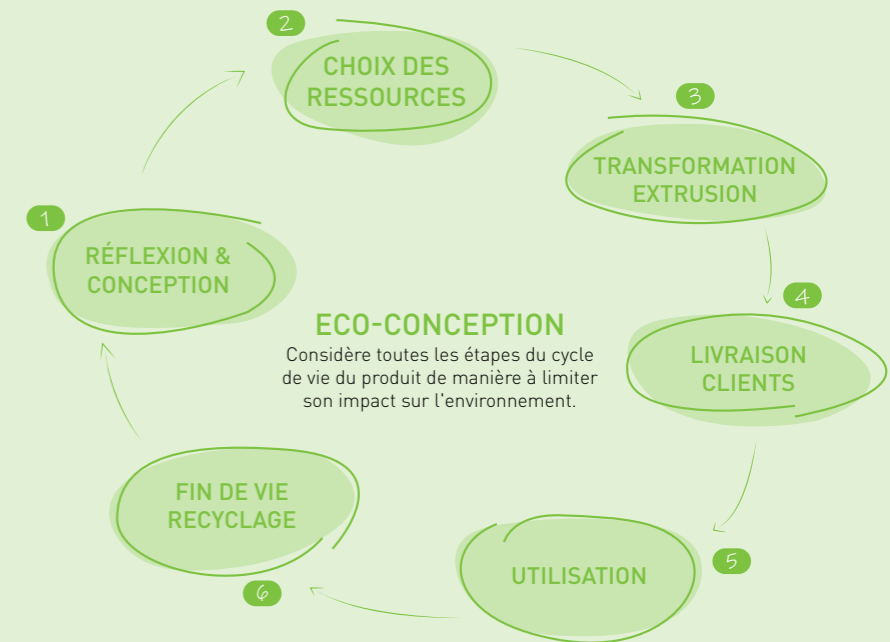 1
RÉFLEXION &
CONCEPTION
2
CHOIX DES
RESSOURCES
3
TRANSFORMATION
EXTRUSION
4
LIVRAISON
CLIENTS
5
UTILISATION
6
FIN DE VIE
RECYCLAGE
ECO-CONCEPTION
Considère toutes les étapes du cycle
de vie du produit de manière à limiter
son impact sur l'environnement.